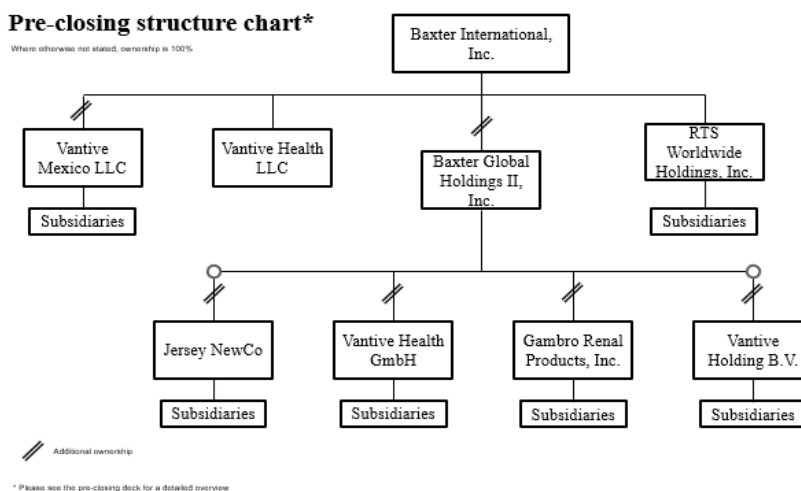 Pre-closing structure chart*
Where otherwise not stated, ownership is 100%
Baxter International,
Inc.
Vantive
Mexico LLC
Vantive Health
LLC
Baxter Global
Holdings II,
Inc.
RTS
Worldwide
Holdings, Inc.
Subsidiaries
Subsidiaries
Jersey NewCo
Vantive Health
GmbH
Gambro Renal
Products, Inc.
Vantive
Holding B.V.
Subsidiaries
Subsidiaries
Subsidiaries
Subsidiaries
Additional ownership
* Please see the pre-closing deck for a detailed overview